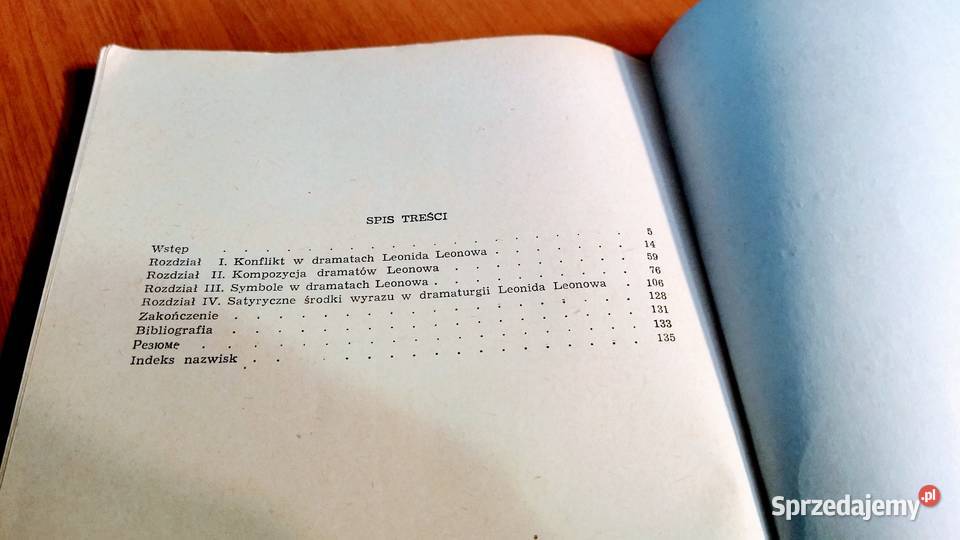 SPIS TREŚCI
Wstęp . . . . . . . . . . . . . . . . 5
Rozdział I. Konflikt w dramatach Leonida Leonowa . . . . . . 14
Rozdział II. Kompozycja dramatów Leonowa . . . . . . . . 59
Rozdział III. Symbole w dramatach Leonowa . . . . . . . . 76
Rozdział IV. Satyryczne środki wyrazu w dramaturgii Leonida Leonowa . 106
Zakończenie . . . . . . . . . . . . . . . 128
Bibliografia . . . . . . . . . . . . . . . 131
Резюмę . . . . . . . . . . . . . . . . 133
Indeks nazwisk . . . . . . . . . . . . . . 135
Sprzedajemy.pl